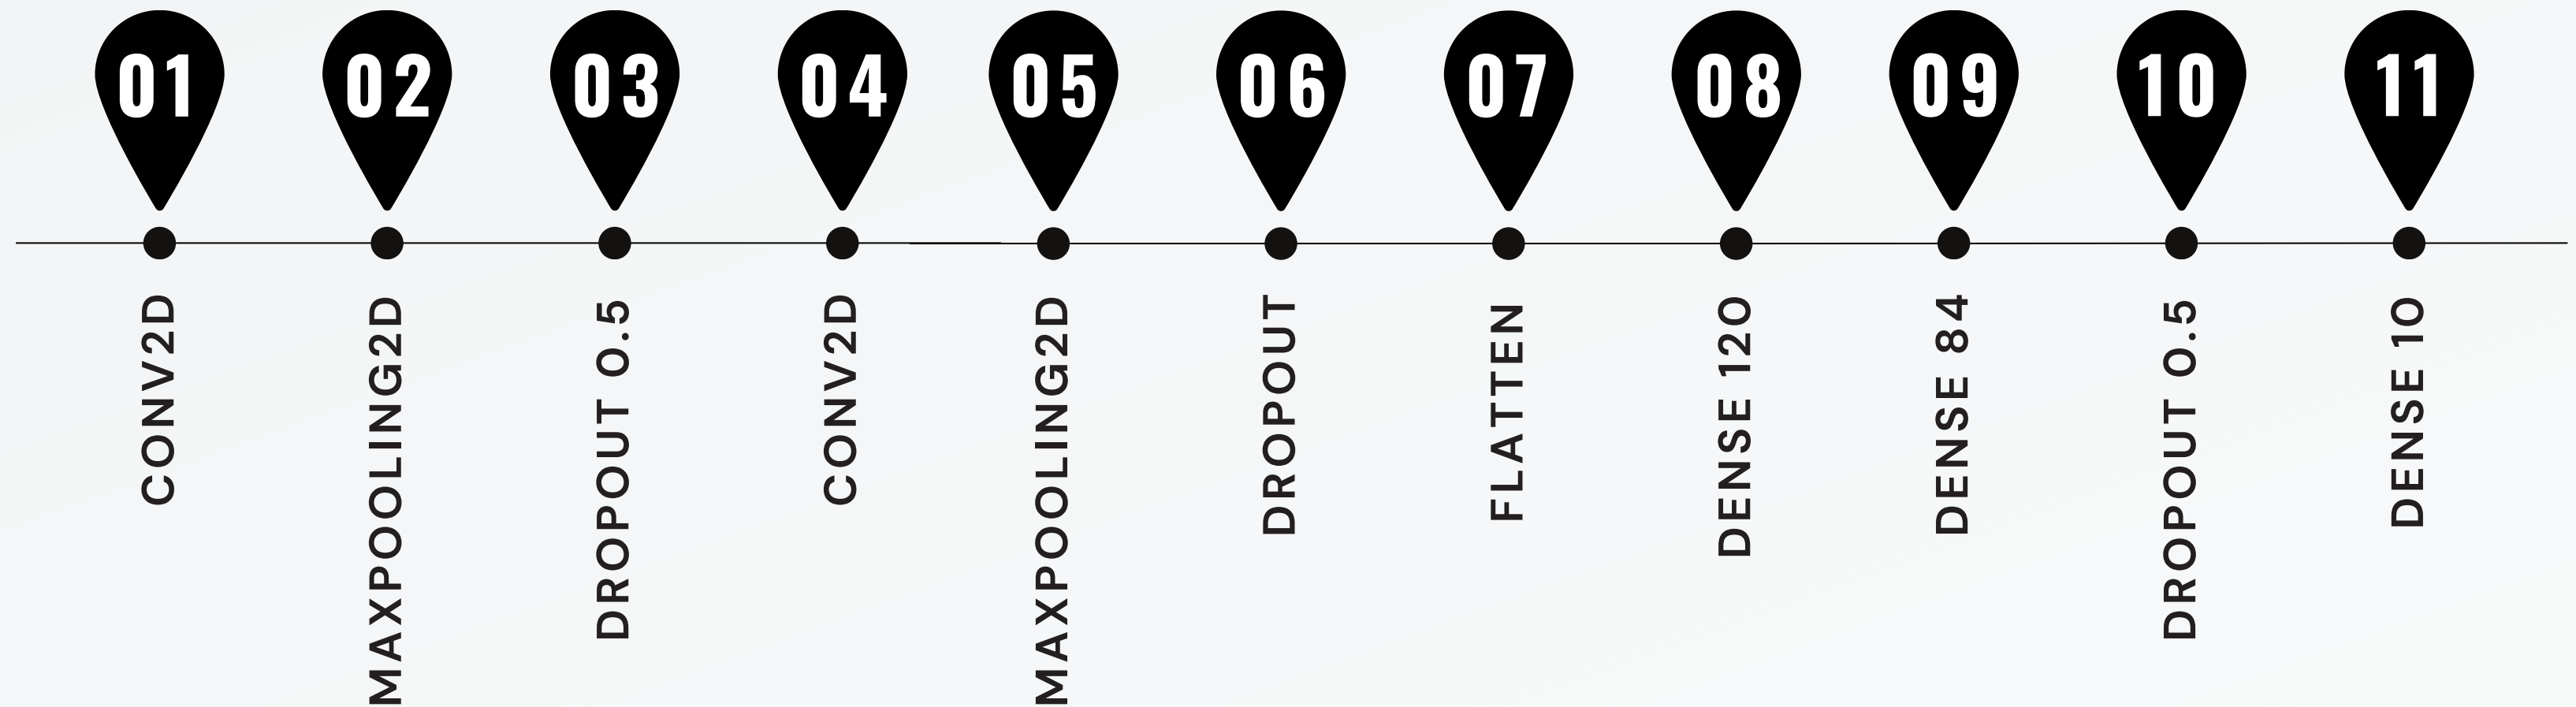 01
02
03
04
05
06
07
08
09
10
11
CONV2D
MAXPOOLING2D
DROPOUT 0.5
CONV2D
MAXPOOLING2D
DROPOUT
FLATTEN
DENSE 120
DENSE 84
DROPOUT 0.5
DENSE 10